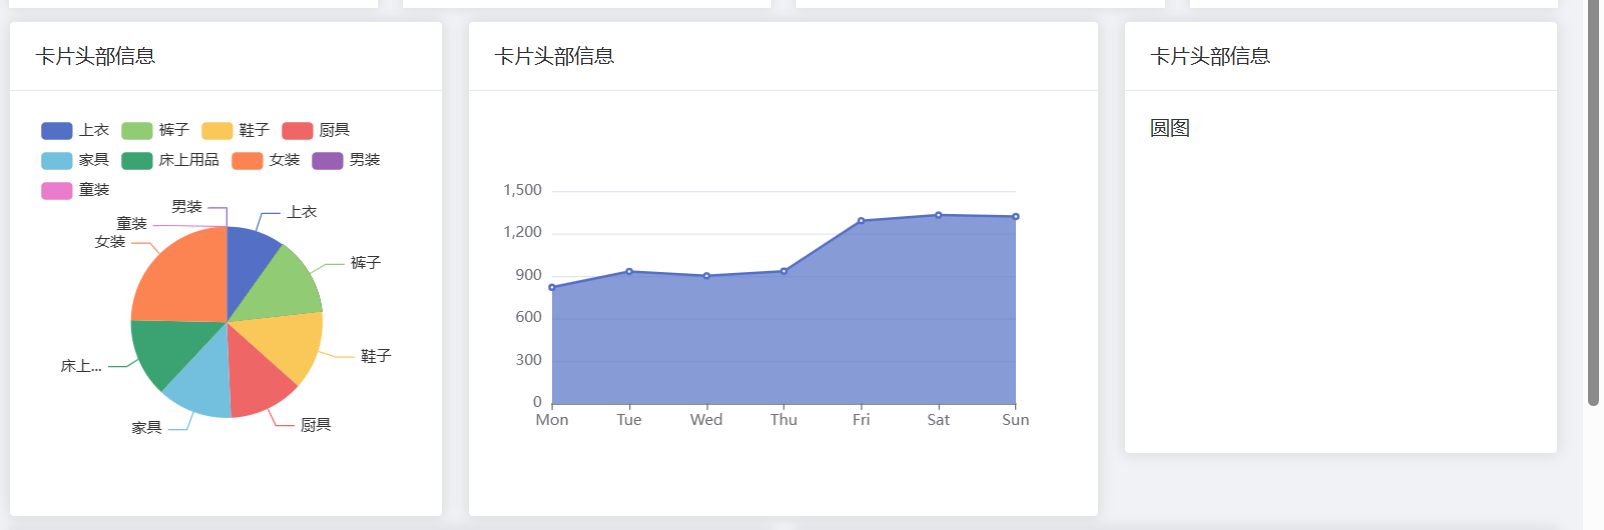 卡片头部信息
上衣 裤子 鞋子 厨具
家具 床上用品 女装 男装
童装
男装
上衣
童装
女装
裤子
鞋子
床上...
厨具
家具
卡片头部信息
1,500
1,200
900
600
300
0
Mon Tue Wed Thu Fri Sat Sun
卡片头部信息
圆图